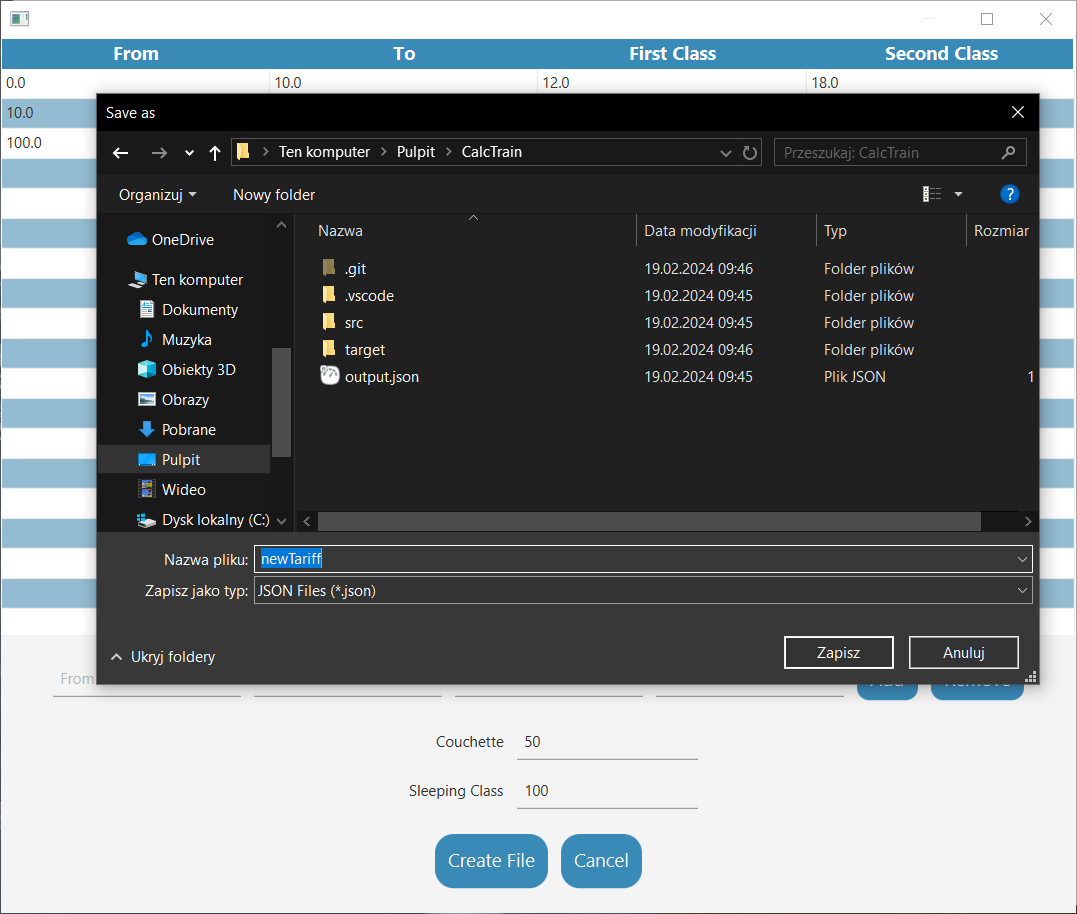 From To First Class Second Class
0.0 10.0 12.0 18.0
10.0
100.0
Save as
Ten komputer Pulpit CalcTrain
Przeszukaj: CalcTrain
Organizuj Nowy folder
?
Nazwa Data modyfikacji Typ Rozmiar
OneDrive
Ten komputer
Dokumenty
Muzyka
Obiekty 3D
Obrazy
Pobrane
Pulpit
Wideo
Dysk lokalny (C:)
.git 19.02.2024 09:46 Folder plików
.vscode 19.02.2024 09:45 Folder plików
src 19.02.2024 09:45 Folder plików
target 19.02.2024 09:46 Folder plików
output.json 19.02.2024 09:45 Plik JSON 1
Nazwa pliku: newTariff
Zapisz jako typ: JSON Files (*.json)
Ukryj foldery Zapisz Anuluj
From
Couchette 50
Sleeping Class 100
Create File Cancel